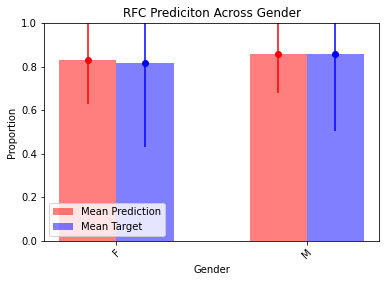 RFC Prediciton Across Gender
1.0
0.8
0.6
0.4
0.2
0.0
Proportion
Mean Prediction
Mean Target
F
M
Gender